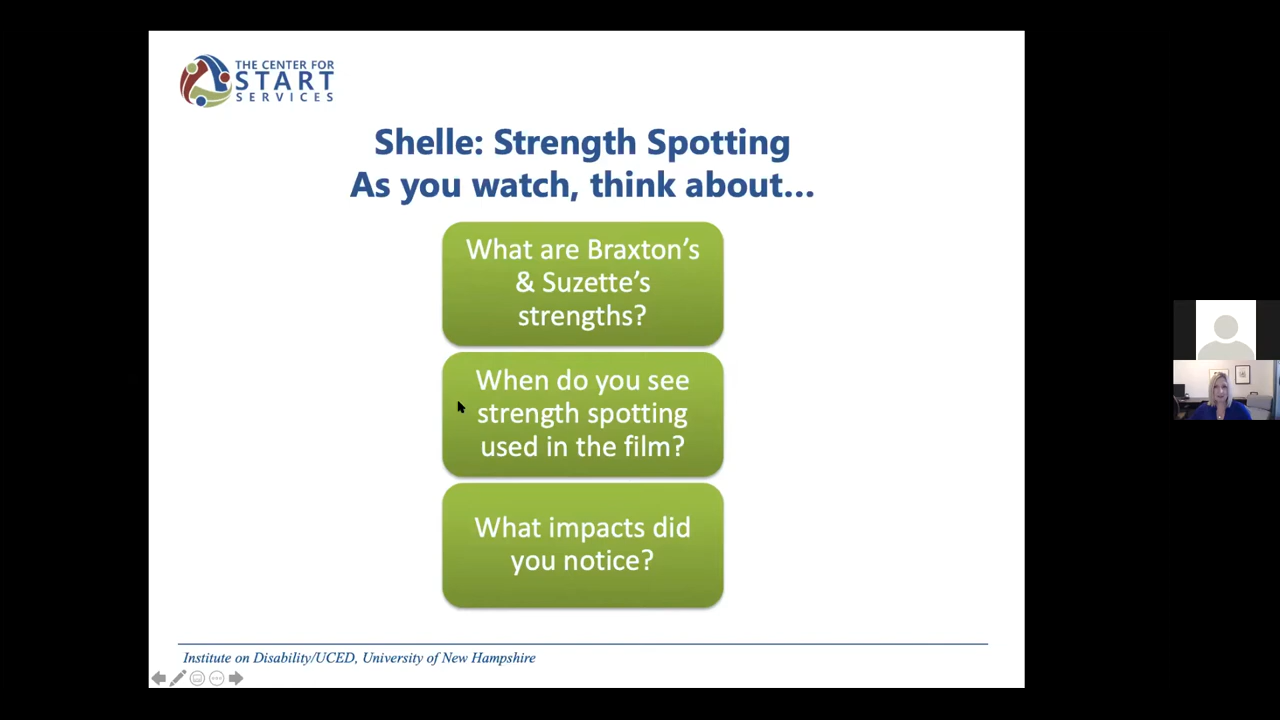 THE CENTER FOR
START
SERVICES
Shelle: Strength Spotting
As you watch, think about...
What are Braxton's
& Suzette's
strengths?
When do you see
strength spotting
used in the film?
What impacts did
you notice?
Institute on Disability/UCED, University of New Hampshire